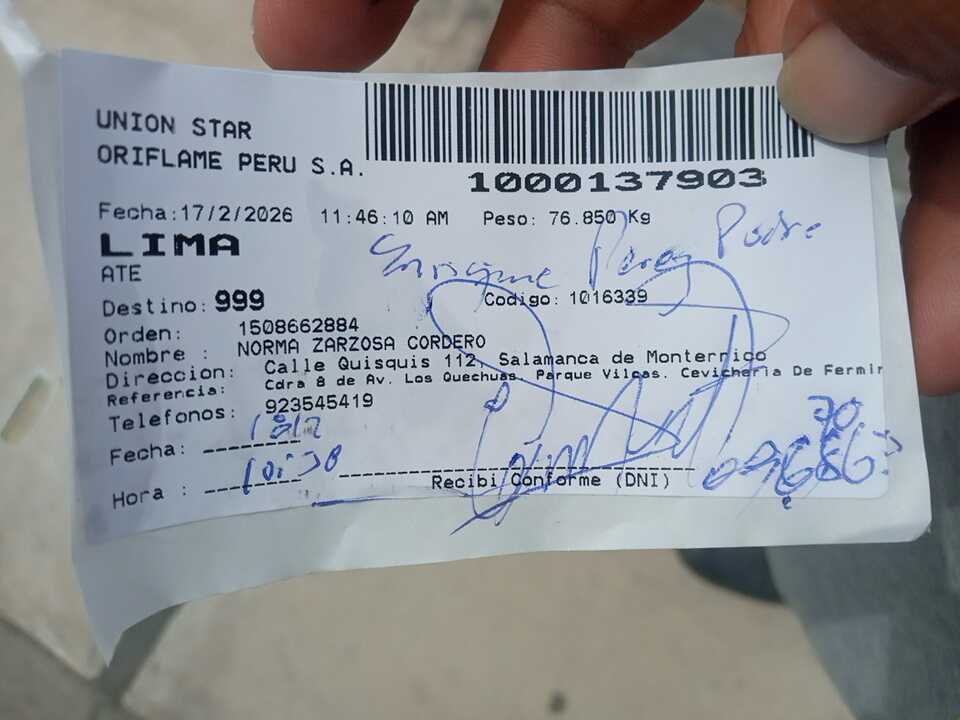 UNION STAR
ORIFLAME PERU S.A.
1000137903
Fecha:17/2/2026 11:46:10 AM Peso: 76.850 Kg
LIMA
ATE
Enrique Perez Padre
Destino: 999 Codigo: 1016339
Orden: 1508662884
Nombre : NORMA ZARZOSA CORDERO
Direccion: Calle Quisquis 112, Salamanca de Monterrico
Referencia: Cdra 8 de Av. Los Quechuas, Parque Vilcas. Cevicheria De Fermin
Telefonos: 923545419
Fecha: 18/2
Hora :
Recibi Conforme (DNI)